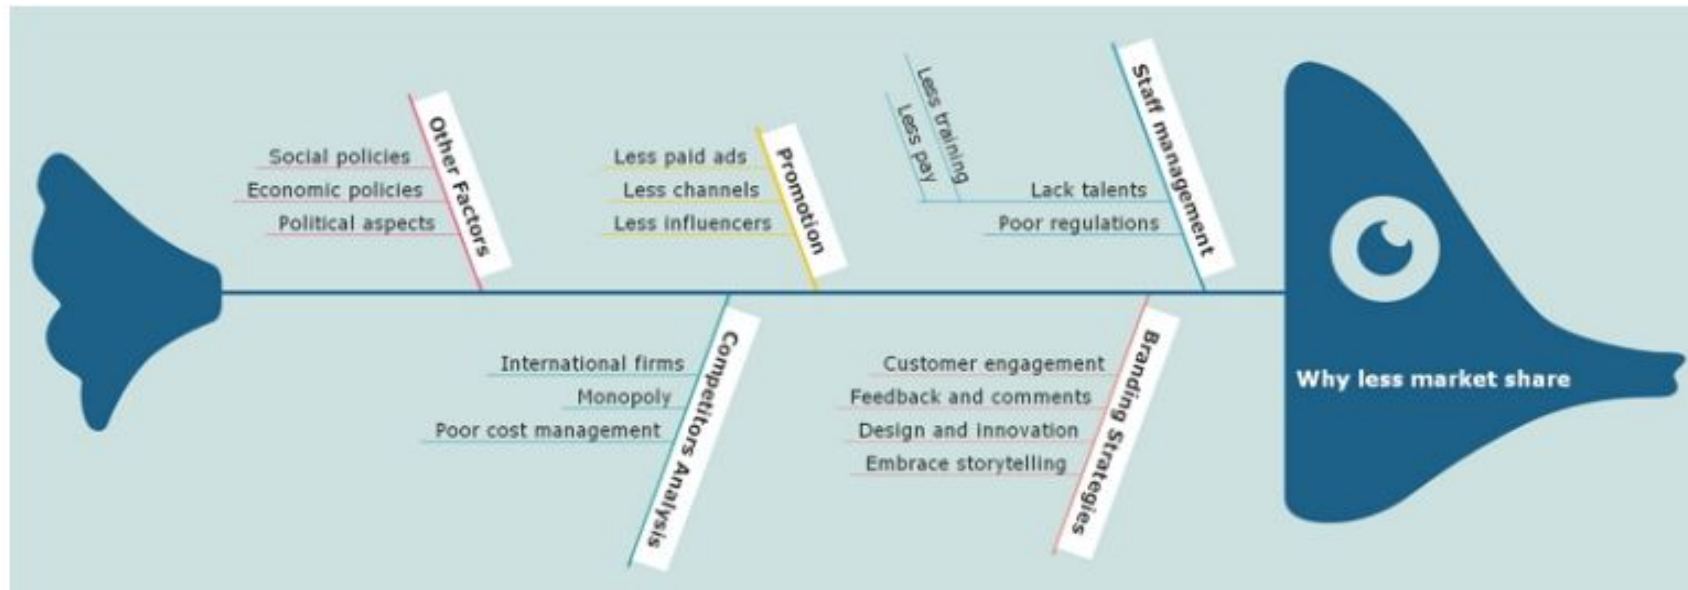 Other Factors
Social policies
Economic policies
Political aspects
Promotion
Less paid ads
Less channels
Less influencers
Staff management
Less training
Less pay
Lack talents
Poor regulations
Competitors Analysis
International firms
Monopoly
Poor cost management
Branding Strategies
Customer engagement
Feedback and comments
Design and innovation
Embrace storytelling
Why less market share